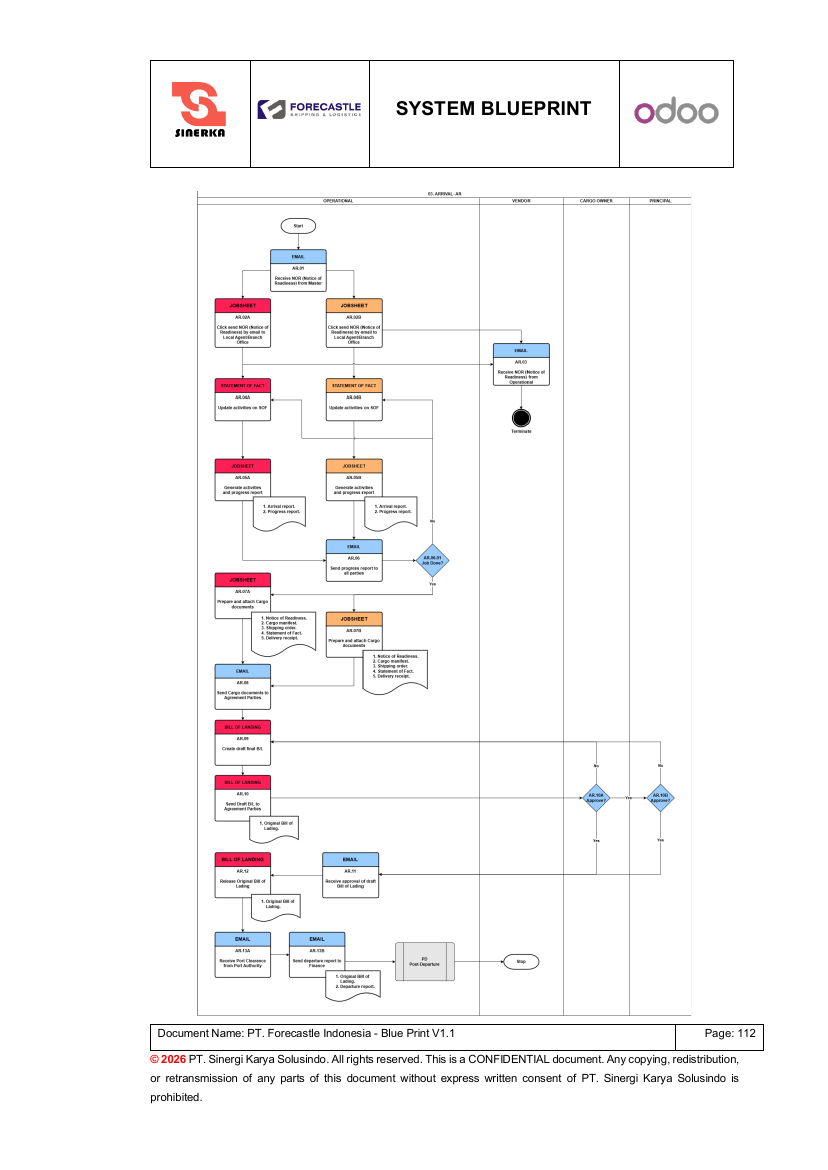 SINERKA
FORECASTLE
SHIPPING & LOGISTICS
SYSTEM BLUEPRINT
odoo
03. ARRIVAL- AR
OPERATIONAL
VENDOR
CARGO OWNER
PRINCIPAL
Start
EMAIL
AR.01
Receive NOR (Notice of
Readiness) from Master
JOBSHEET
AR.02A
Click send NOR (Notice of
Readiness) by email to
Local Agent/Branch
Office
JOBSHEET
AR.02B
Click send NOR (Notice of
Readiness) by email to
Local Agent/Branch
Office
EMAIL
AR.03
Receive NOR (Notice of
Readiness) from
Operational
Terminate
STATEMENT OF FACT
AR.04A
Update activities on SOF
STATEMENT OF FACT
AR.04B
Update activities on SOF
JOBSHEET
AR.05A
Generate activities
and progress report
1. Arrival report.
2. Progress report.
JOBSHEET
AR.05B
Generate activities
and progress report
1. Arrival report.
2. Progress report.
No
EMAIL
AR.06
Send progress report to
all parties
AR.06.01
Job Done?
Yes
JOBSHEET
AR.07A
Prepare and attach Cargo
documents
1. Notice of Readiness.
2. Cargo manifest.
3. Shipping order.
4. Statement of Fact.
5. Delivery receipt.
JOBSHEET
AR.07B
Prepare and attach Cargo
documents
1. Notice of Readiness.
2. Cargo manifest.
3. Shipping order.
4. Statement of Fact.
5. Delivery receipt.
EMAIL
AR.08
Send Cargo documents to
Agreement Parties
BILL OF LANDING
AR.09
Create draft final B/L
No
No
BILL OF LANDING
AR.10
Send Draft B/L to
Agreement Parties
1. Original Bill of
Lading.
AR.10A
Approve?
Yes
AR.10B
Approve?
Yes
Yes
BILL OF LANDING
AR.12
Release Original Bill of
Lading
1. Original Bill of
Lading.
EMAIL
AR.11
Receive approval of draft
Bill of Lading
EMAIL
AR.13A
Receive Port Clearance
from Port Authority
EMAIL
AR.13B
Send departure report to
Finance
1. Original Bill of
Lading.
2. Departure report.
PD
Post-Departure
Stop
Document Name: PT. Forecastle Indonesia - Blue Print V1.1
Page: 112
© 2026 PT. Sinergi Karya Solusindo. All rights reserved. This is a CONFIDENTIAL document. Any copying, redistribution,
or retransmission of any parts of this document without express written consent of PT. Sinergi Karya Solusindo is
prohibited.